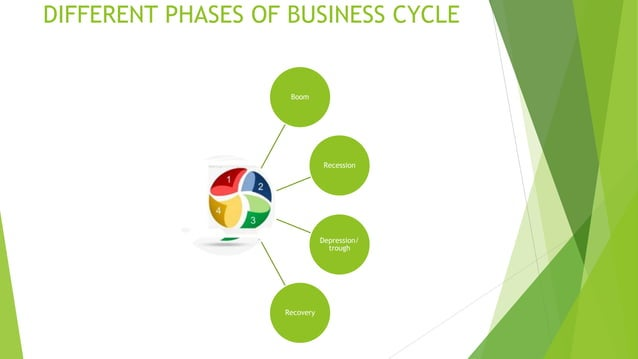 DIFFERENT PHASES OF BUSINESS CYCLE
Boom
Recession
1
2
4
3
Depression/
trough
Recovery